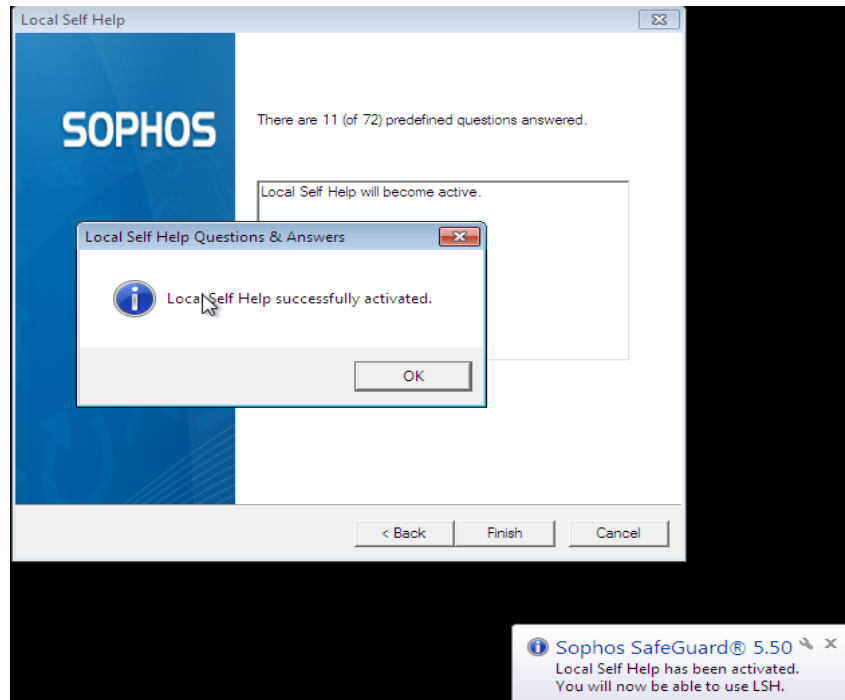 Local Self Help
SOPHOS
There are 11 (of 72) predefined questions answered.
Local Self Help will become active.
Local Self Help Questions & Answers
Local Self Help successfully activated.
OK
< Back
Finish
Cancel
Sophos SafeGuard® 5.50
Local Self Help has been activated.
You will now be able to use LSH.